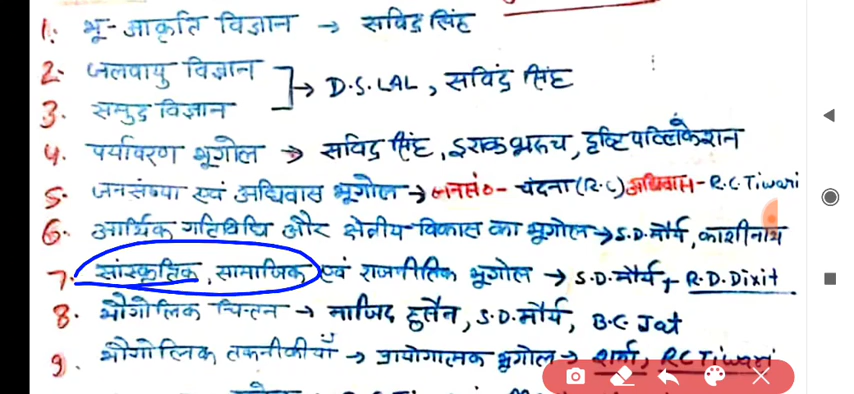 1. भू-आकृति विज्ञान → सविंद्र सिंह
2. जलवायु विज्ञान
→ D.S.LAL, सविंद्र सिंह
3. समुद्र विज्ञान
4. पर्यावरण भूगोल → सविंद्र सिंह, इराक भरूच, दृष्टि पब्लिकेशन
5. जनसंख्या एवं अधिवास भूगोल → जनसं०- चंदना (R.C) अधिवास - R.C.Tiwari
6. आर्थिक गतिविधि और क्षेत्रीय विकास का भूगोल → S.D.मौर्य, काशीनाथ
7. सांस्कृतिक, सामाजिक एवं राजनीतिक भूगोल → S.D.मौर्य + R.D.Dixit
8. भौगोलिक चिन्तन → माजिद हुसैन, S.D.मौर्य, B.C. Jat
9. भौगोलिक तकनीकीयाँ → प्रायोगात्मक भूगोल → शर्मा, RCTiwari